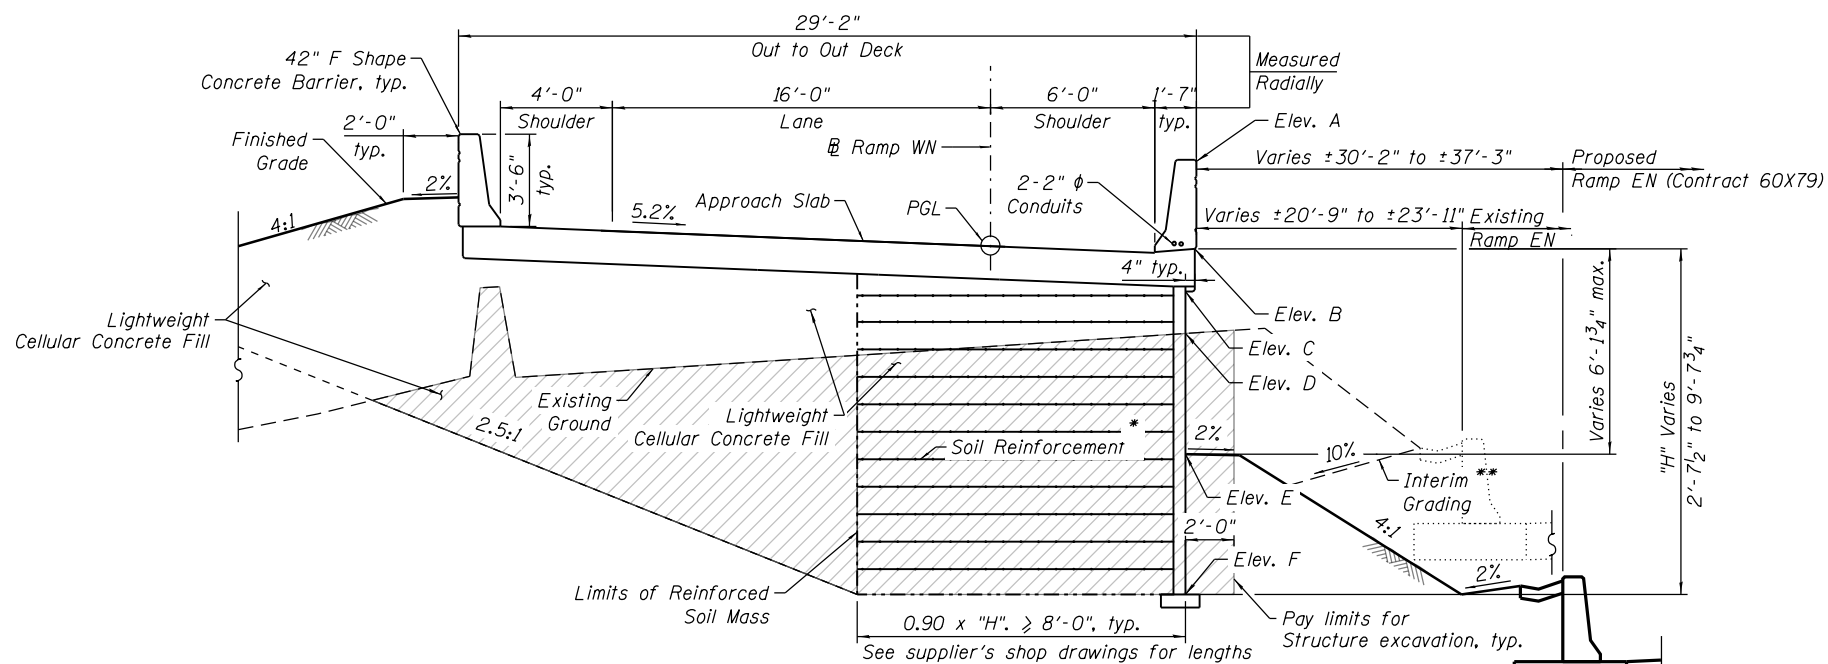 29'-2"
Out to Out Deck
42" F Shape
Concrete Barrier, typ.
Measured
Radially
4'-0"
Shoulder
16'-0"
Lane
6'-0"
Shoulder
1'-7"
typ.
Elev. A
2'-0"
typ.
Finished
Grade
℄ Ramp WN
Varies ±30'-2" to ±37'-3"
Proposed
Ramp EN (Contract 60X79)
2%
3'-6"
typ.
2-2" ϕ
Conduits
4:1
5.2%
Approach Slab
PGL
Varies ±20'-9" to ±23'-11"
Existing
Ramp EN
4" typ.
Varies 6'-1¾" max.
"H" Varies
2'-7½" to 9'-7¾"
Lightweight
Cellular Concrete Fill
Elev. B
Elev. C
Elev. D
Existing
Ground
Lightweight
Cellular Concrete Fill
2.5:1
Soil Reinforcement *
2%
10%
Interim **
Grading
Elev. E
4:1
2'-0"
Elev. F
2%
Limits of Reinforced
Soil Mass
0.90 x "H". ≥ 8'-0", typ.
See supplier's shop drawings for lengths
Pay limits for
Structure excavation, typ.